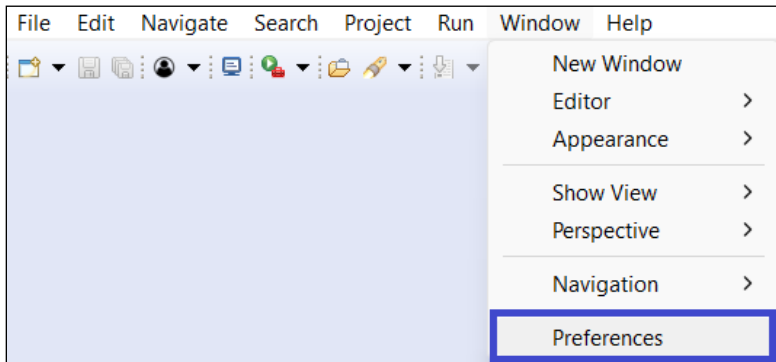 File Edit Navigate Search Project Run Window Help
New Window
Editor
Appearance
Show View
Perspective
Navigation
Preferences